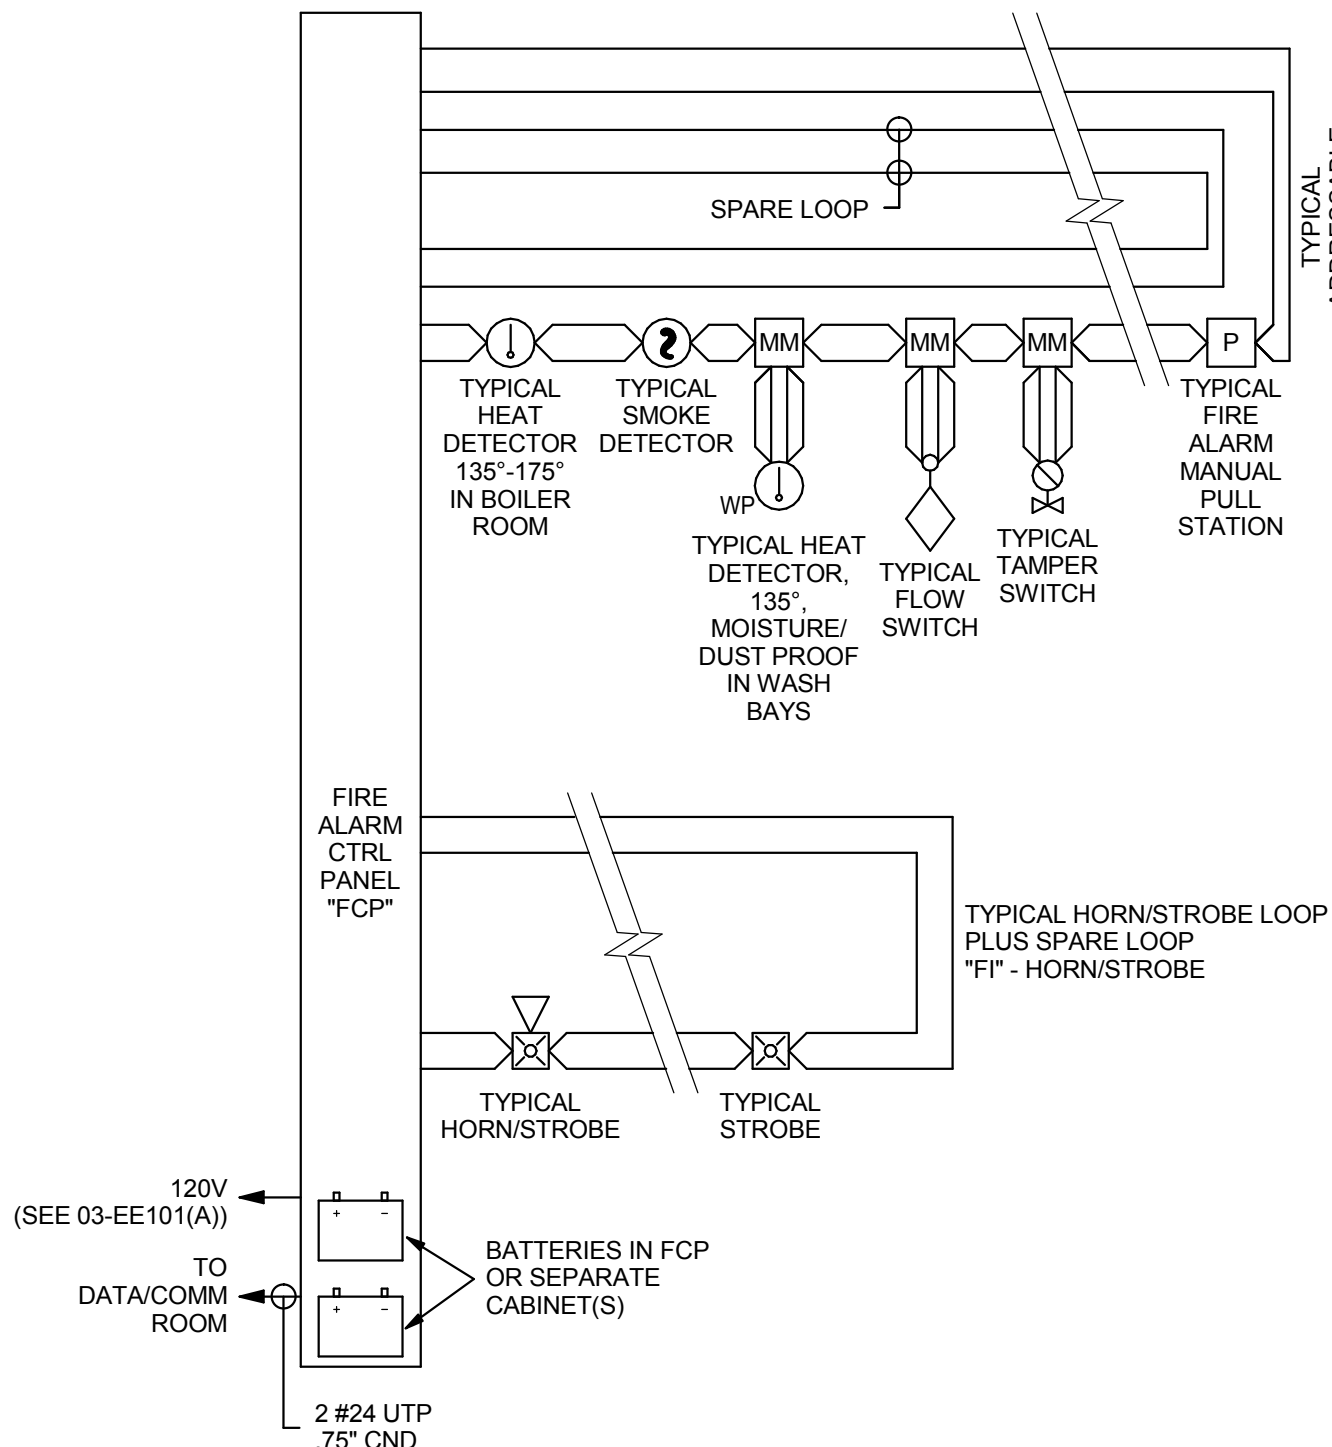 SPARE LOOP
TYPICAL
MM
MM
MM
P
TYPICAL
HEAT
DETECTOR
135°-175°
IN BOILER
ROOM
TYPICAL
SMOKE
DETECTOR
WP
TYPICAL HEAT
DETECTOR,
135°,
MOISTURE/
DUST PROOF
IN WASH
BAYS
TYPICAL
FLOW
SWITCH
TYPICAL
TAMPER
SWITCH
TYPICAL
FIRE
ALARM
MANUAL
PULL
STATION
FIRE
ALARM
CTRL
PANEL
"FCP"
TYPICAL HORN/STROBE LOOP
PLUS SPARE LOOP
"FI" - HORN/STROBE
TYPICAL
HORN/STROBE
TYPICAL
STROBE
120V
(SEE 03-EE101(A))
+ -
TO
DATA/COMM
ROOM
+ -
BATTERIES IN FCP
OR SEPARATE
CABINET(S)
2 #24 UTP
.75" CND